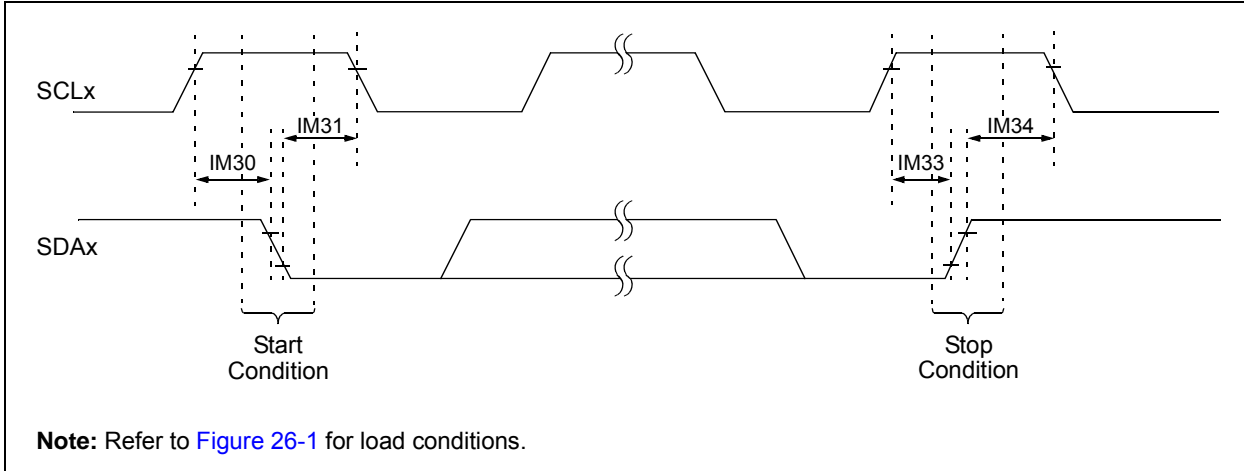 SCLx
IM31
IM34
IM30
IM33
SDAx
Start
Condition
Stop
Condition
Note: Refer to Figure 26-1 for load conditions.